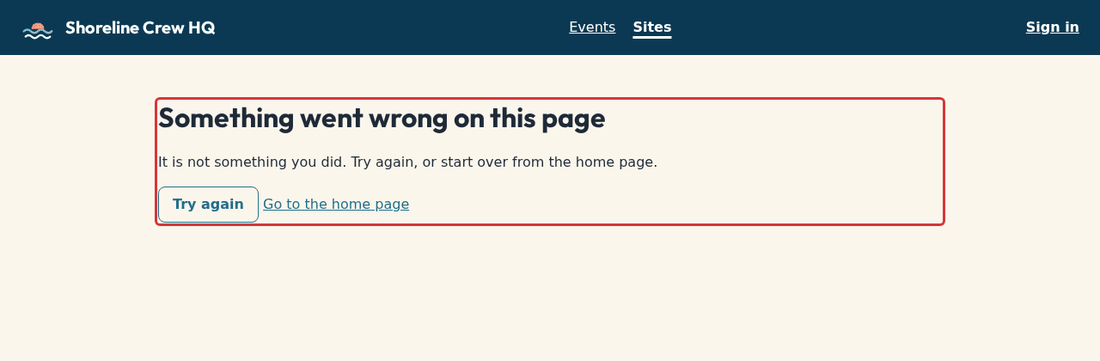 Shoreline Crew HQ
Events
Sites
Sign in
Something went wrong on this page
It is not something you did. Try again, or start over from the home page.
Try again
Go to the home page